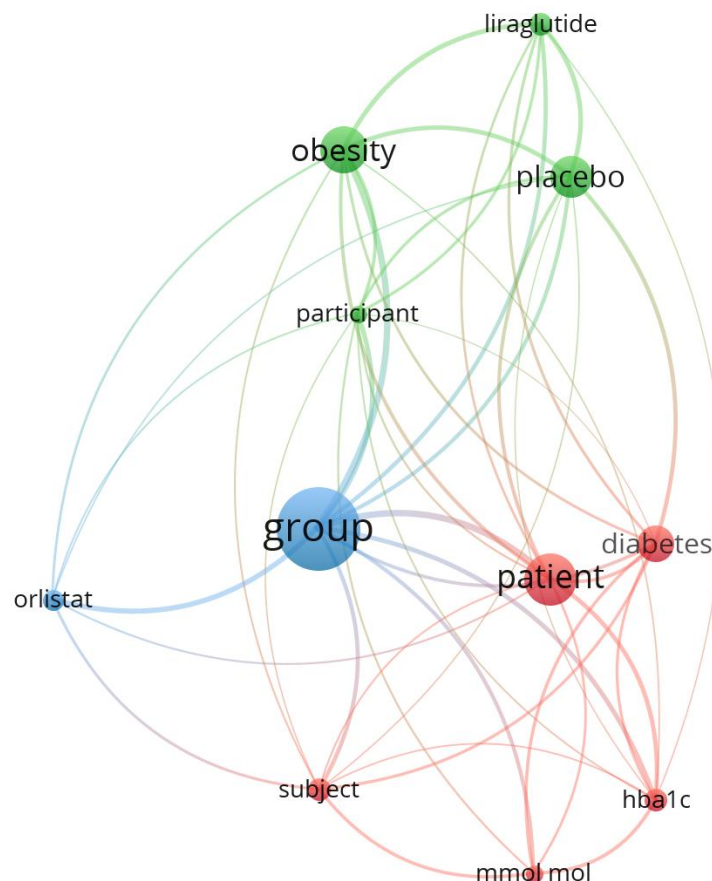 liraglutide
obesity
placebo
participant
group
diabetes
patient
orlistat
subject
hba1c
mmol mol